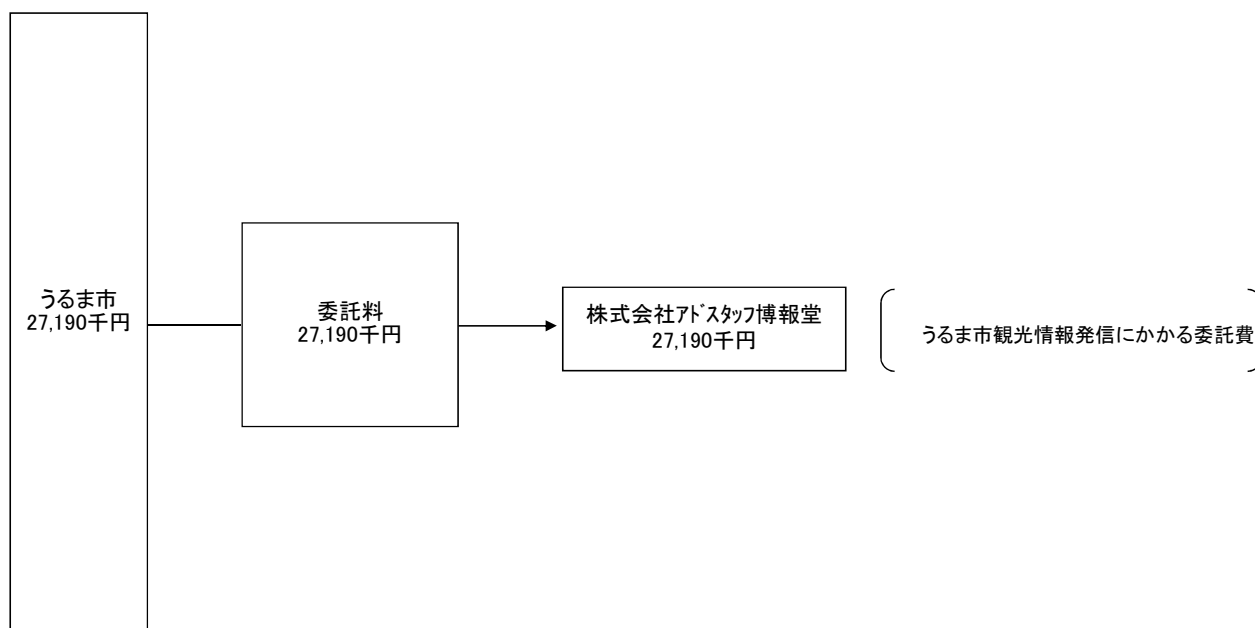 うるま市
27,190千円
委託料
27,190千円
株式会社ｱﾄﾞｽﾀｯﾌ博報堂
27,190千円
うるま市観光情報発信にかかる委託費